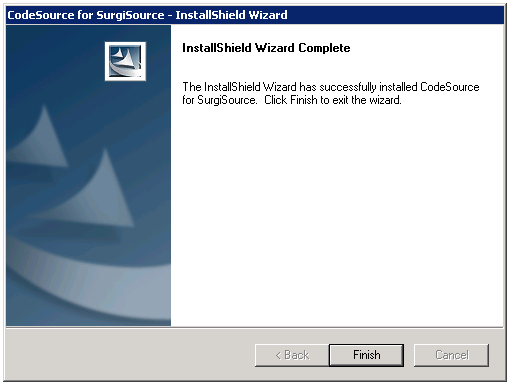 CodeSource for SurgiSource - InstallShield Wizard
InstallShield Wizard Complete
The InstallShield Wizard has successfully installed CodeSource
for SurgiSource. Click Finish to exit the wizard.
< Back
Finish
Cancel